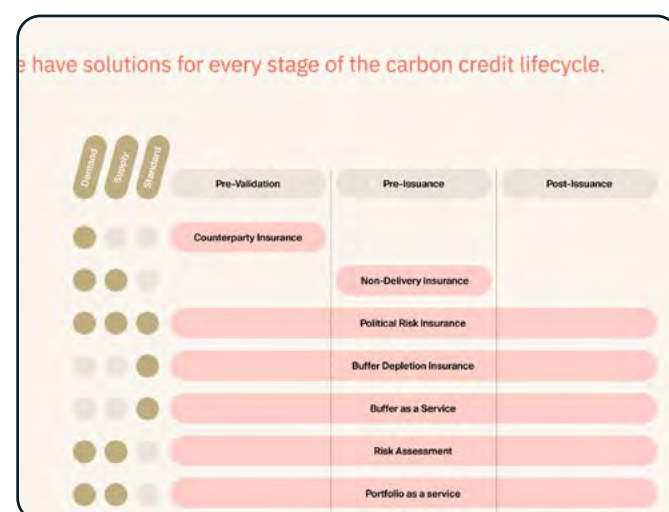 e have solutions for every stage of the carbon credit lifecycle.
Demand Supply Standard
Pre-Validation Pre-Issuance Post-Issuance
Counterparty Insurance
Non-Delivery Insurance
Political Risk Insurance
Buffer Depletion Insurance
Buffer as a Service
Risk Assessment
Portfolio as a service